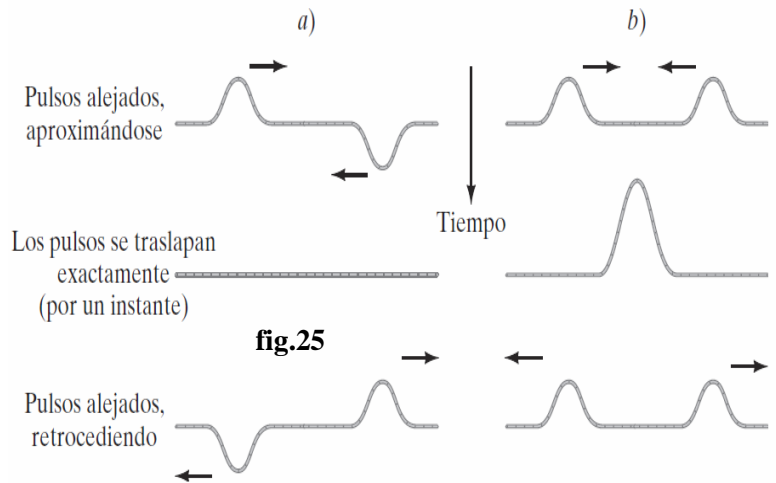 a)
b)
Pulsos alejados,
aproximándose
Tiempo
Los pulsos se traslapan
exactamente
(por un instante)
fig.25
Pulsos alejados,
retrocediendo